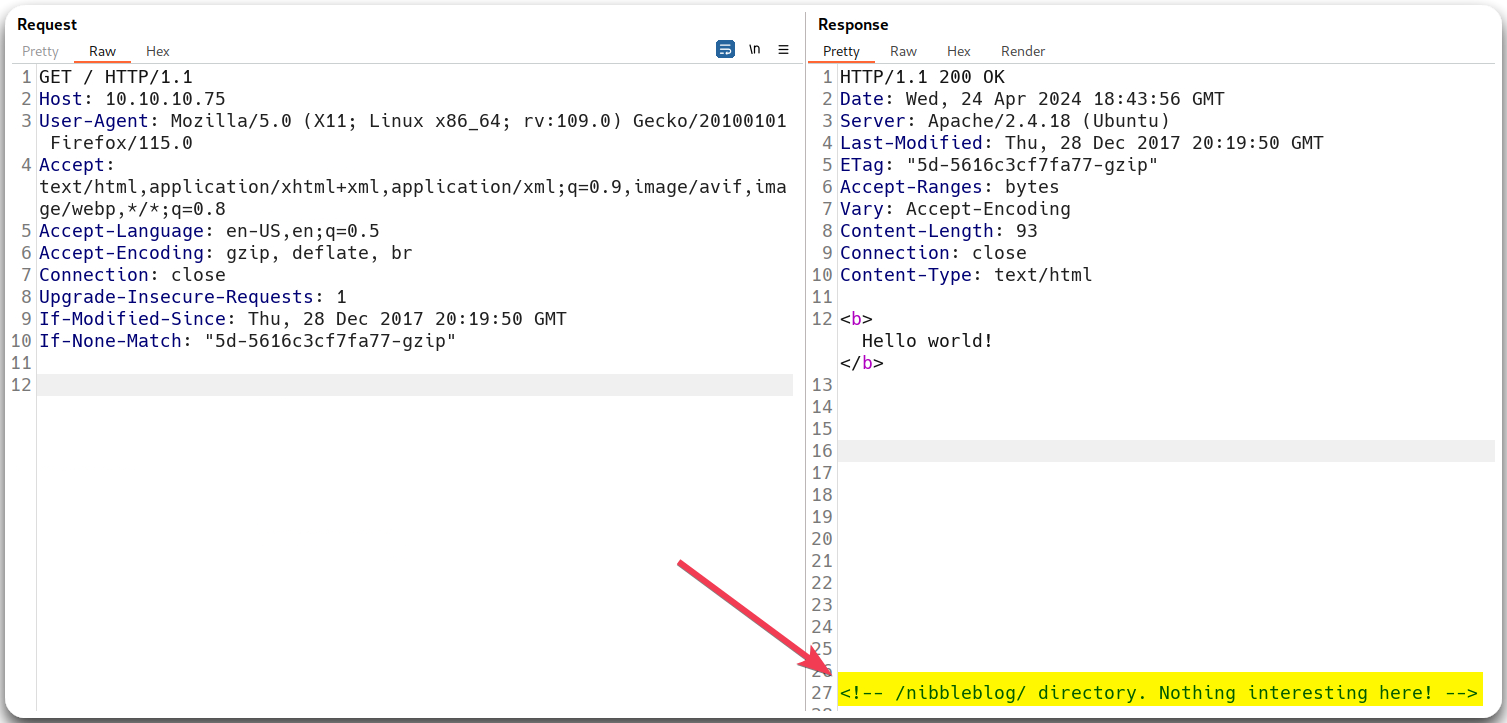 Request
Pretty Raw Hex \n
1 GET / HTTP/1.1
2 Host: 10.10.10.75
3 User-Agent: Mozilla/5.0 (X11; Linux x86_64; rv:109.0) Gecko/20100101
Firefox/115.0
4 Accept:
text/html,application/xhtml+xml,application/xml;q=0.9,image/avif,ima
ge/webp,*/*;q=0.8
5 Accept-Language: en-US,en;q=0.5
6 Accept-Encoding: gzip, deflate, br
7 Connection: close
8 Upgrade-Insecure-Requests: 1
9 If-Modified-Since: Thu, 28 Dec 2017 20:19:50 GMT
10 If-None-Match: "5d-5616c3cf7fa77-gzip"
11
12
Response
Pretty Raw Hex Render
1 HTTP/1.1 200 OK
2 Date: Wed, 24 Apr 2024 18:43:56 GMT
3 Server: Apache/2.4.18 (Ubuntu)
4 Last-Modified: Thu, 28 Dec 2017 20:19:50 GMT
5 ETag: "5d-5616c3cf7fa77-gzip"
6 Accept-Ranges: bytes
7 Vary: Accept-Encoding
8 Content-Length: 93
9 Connection: close
10 Content-Type: text/html
11
12 <b>
Hello world!
</b>
13
14
15
16
17
18
19
20
21
22
23
24
25
26
27 <!-- /nibbleblog/ directory. Nothing interesting here! -->
28